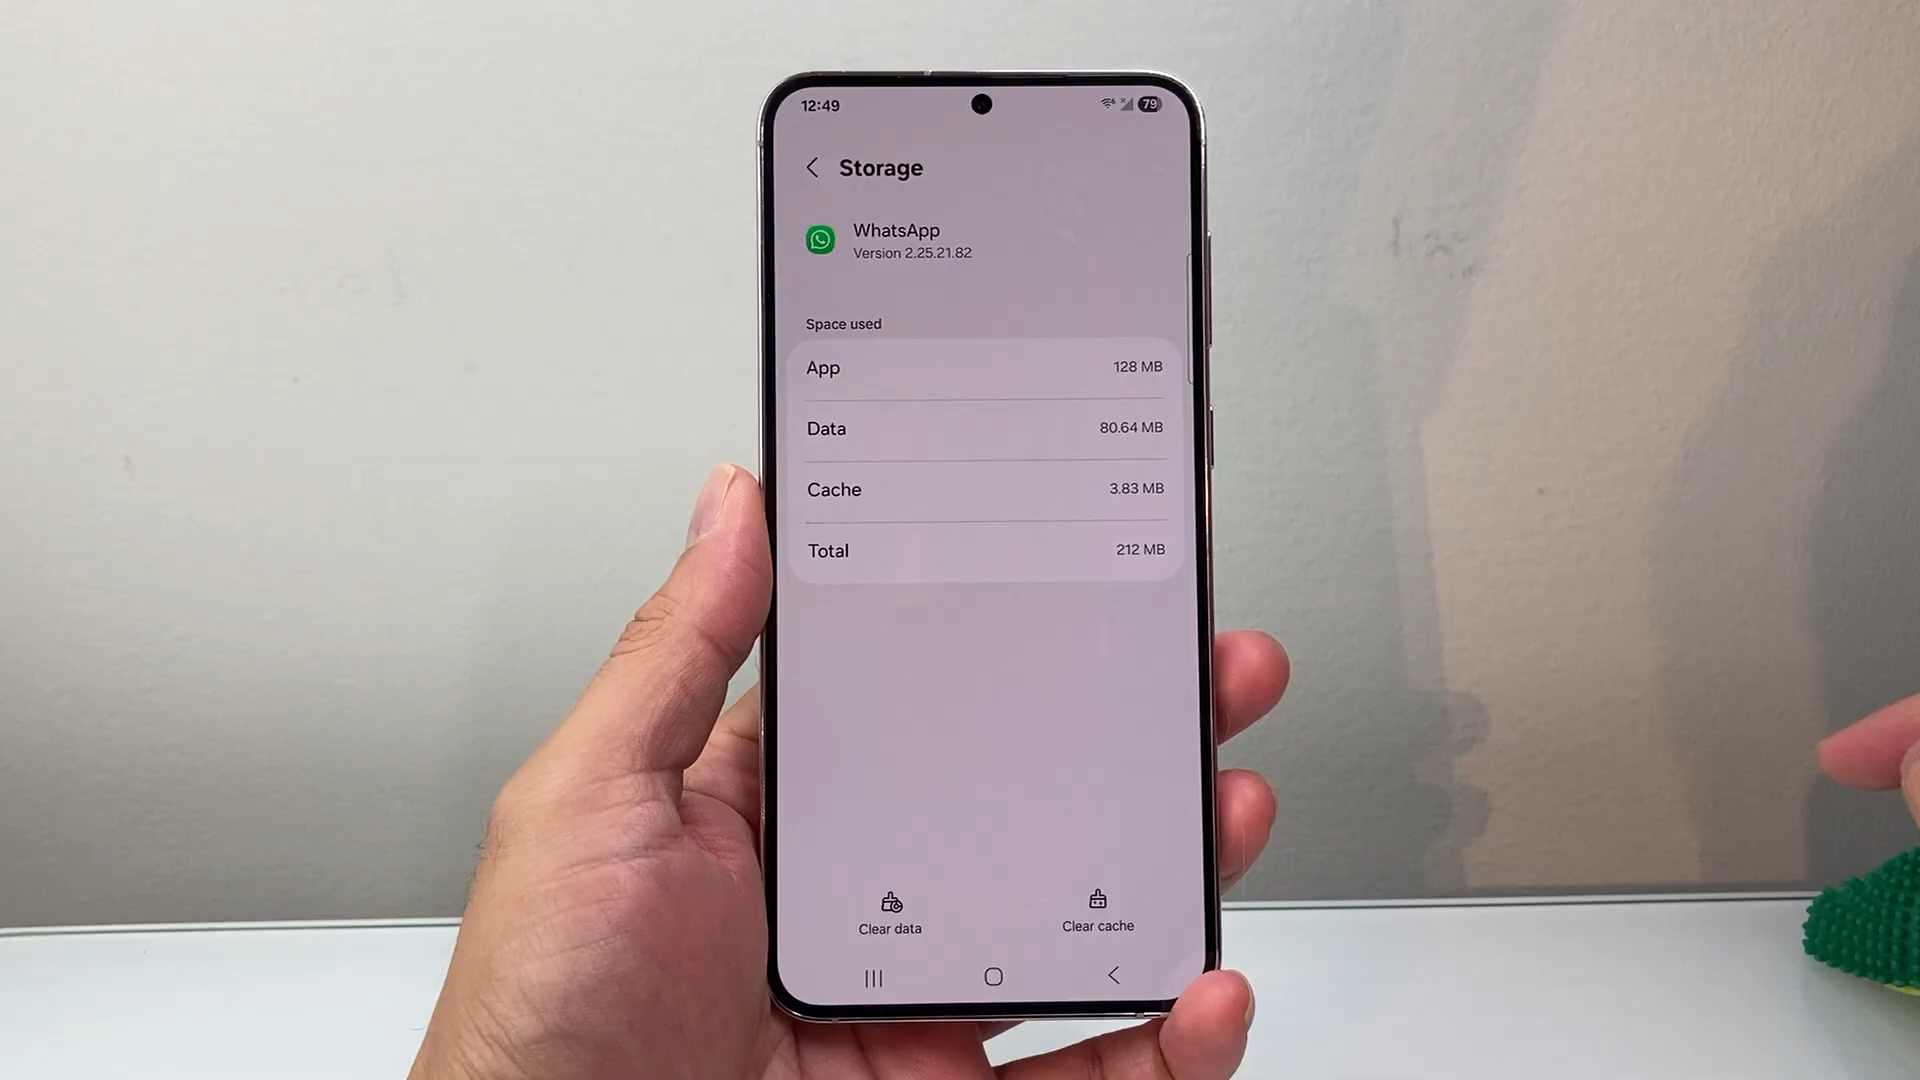 12:49
79
Storage
WhatsApp
Version 2.25.21.82
Space used
App 128 MB
Data 80.64 MB
Cache 3.83 MB
Total 212 MB
Clear data Clear cache